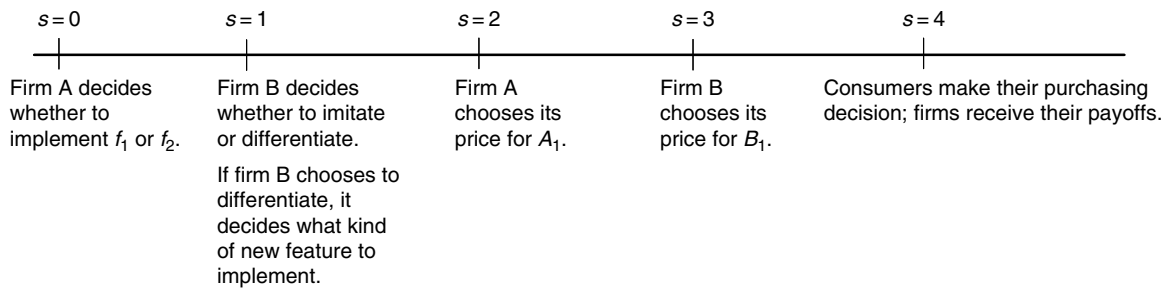 s = 0
Firm A decides
whether to
implement f1 or f2.
s = 1
Firm B decides
whether to imitate
or differentiate.
If firm B chooses to
differentiate, it
decides what kind
of new feature to
implement.
s = 2
Firm A
chooses its
price for A1.
s = 3
Firm B
chooses its
price for B1.
s = 4
Consumers make their purchasing
decision; firms receive their payoffs.